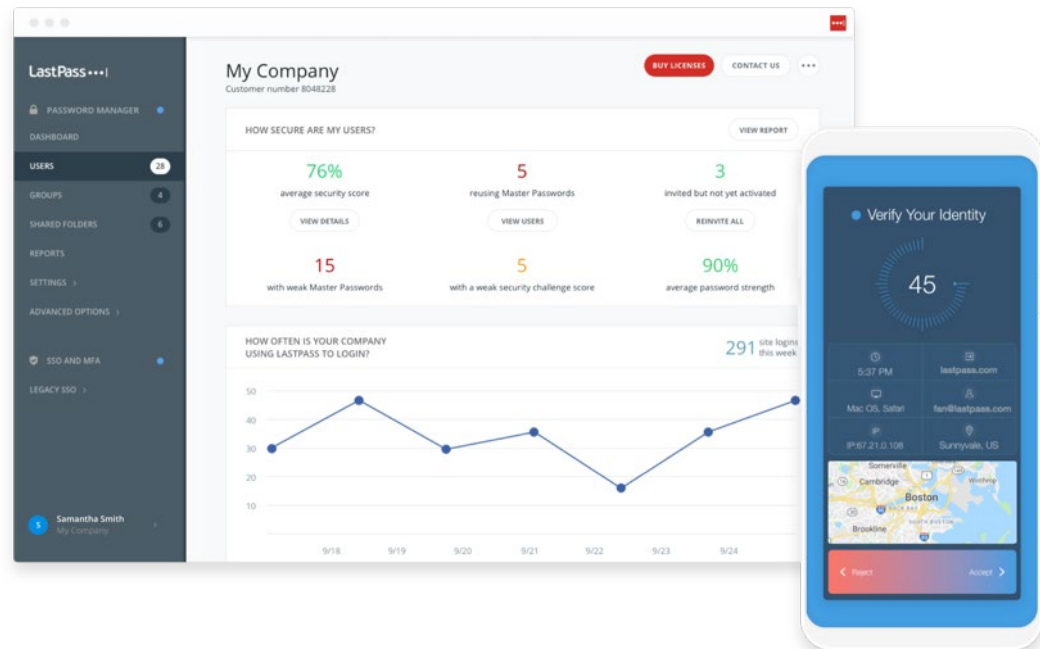 LastPass •••|
My Company
Customer number 8048228
BUY LICENSES
CONTACT US
•••
PASSWORD MANAGER
DASHBOARD
USERS 28
GROUPS 4
SHARED FOLDERS 6
REPORTS
SETTINGS >
ADVANCED OPTIONS >
SSO AND MFA
LEGACY SSO >
S
Samantha Smith
My Company
HOW SECURE ARE MY USERS?
VIEW REPORT
76%
average security score
VIEW DETAILS
5
reusing Master Passwords
VIEW USERS
3
invited but not yet activated
REINVITE ALL
15
with weak Master Passwords
5
with a weak security challenge score
90%
average password strength
HOW OFTEN IS YOUR COMPANY
USING LASTPASS TO LOGIN?
291 site logins
this week
50
40
30
20
10
9/18 9/19 9/20 9/21 9/22 9/23 9/24
Verify Your Identity
45
5:37 PM
lastpass.com
Mac OS, Safari
fan@lastpass.com
IP
IP:67.21.0.108
Sunnyvale, US
Somerville
Cambridge
Winthrop
Boston
BACK BAY
SOUTH BOSTON
Brookline
< Reject
Accept >